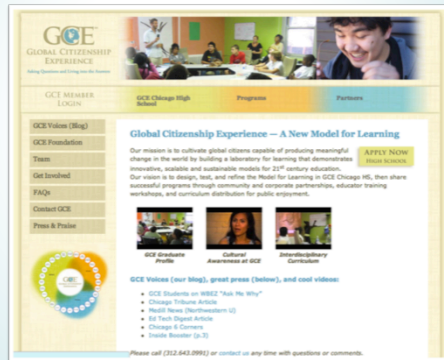 GCE
GLOBAL CITIZENSHIP
EXPERIENCE
Asking Questions and Living into the Answers
GCE MEMBER
LOGIN
GCE Chicago High
School
Programs
Partners
GCE Voices (Blog)
GCE Foundation
Team
Get Involved
FAQs
Contact GCE
Press & Praise
Global Citizenship Experience — A New Model for Learning
Our mission is to cultivate global citizens capable of producing meaningful
change in the world by building a laboratory for learning that demonstrates
innovative, scalable and sustainable models for 21st century education.
APPLY NOW
HIGH SCHOOL
Our vision is to design, test, and refine the Model for Learning in GCE Chicago HS, then share
successful programs through community and corporate partnerships, educator training
workshops, and curriculum distribution for public enjoyment.
GCE Graduate
Profile
Cultural
Awareness at GCE
Interdisciplinary
Curriculum
GCE Voices (our blog), great press (below), and cool videos:
GCE Students on WBEZ "Ask Me Why"
Chicago Tribune Article
Medill News (Northwestern U)
Ed Tech Digest Article
Chicago 6 Corners
Inside Booster (p.3)
Please call (312.643.0991) or contact us any time with questions or comments.